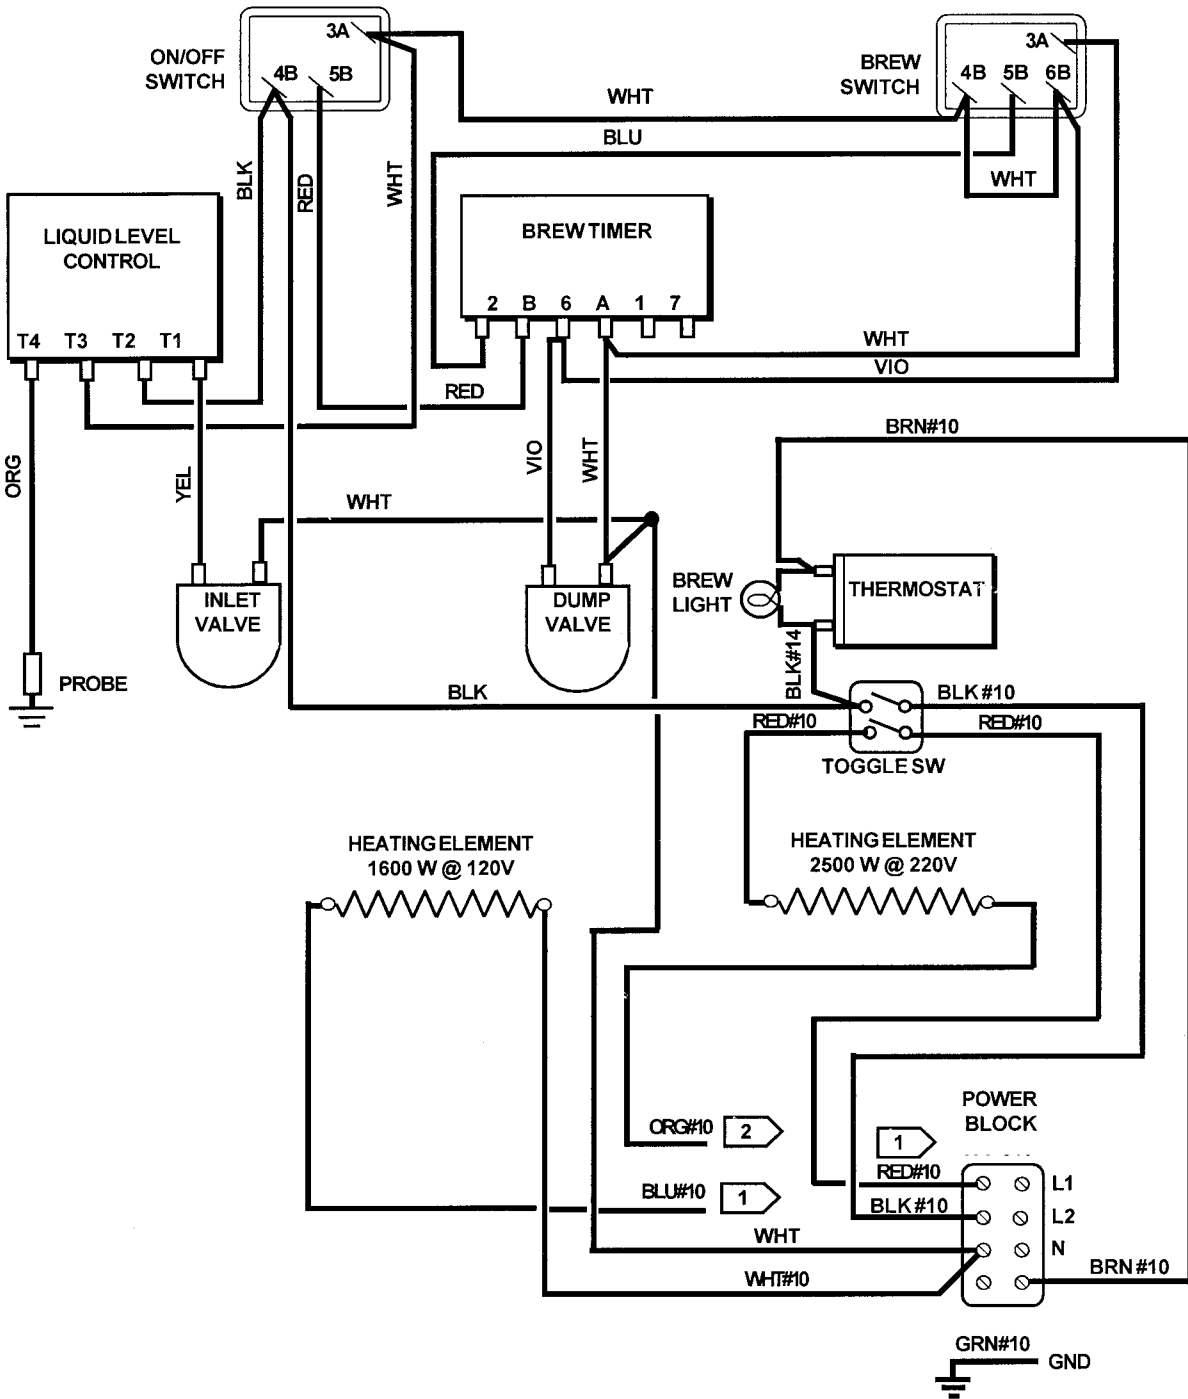 3A
ON/OFF
SWITCH
4B
5B
3A
BREW
SWITCH
4B
5B
6B
WHT
BLU
WHT
BLK
RED
WHT
LIQUID LEVEL
CONTROL
T4
T3
T2
T1
BREW TIMER
2
B
6
A
1
7
WHT
VIO
RED
BRN#10
ORG
YEL
VIO
WHT
WHT
INLET
VALVE
DUMP
VALVE
BREW
LIGHT
THERMOSTAT
BLK#14
PROBE
BLK
BLK #10
RED#10
RED#10
TOGGLE SW
HEATING ELEMENT
1600 W @ 120V
HEATING ELEMENT
2500 W @ 220V
POWER
BLOCK
ORG#10
2
1
RED#10
L1
BLU#10
1
BLK #10
L2
WHT
N
BRN #10
WHT#10
GRN#10
GND